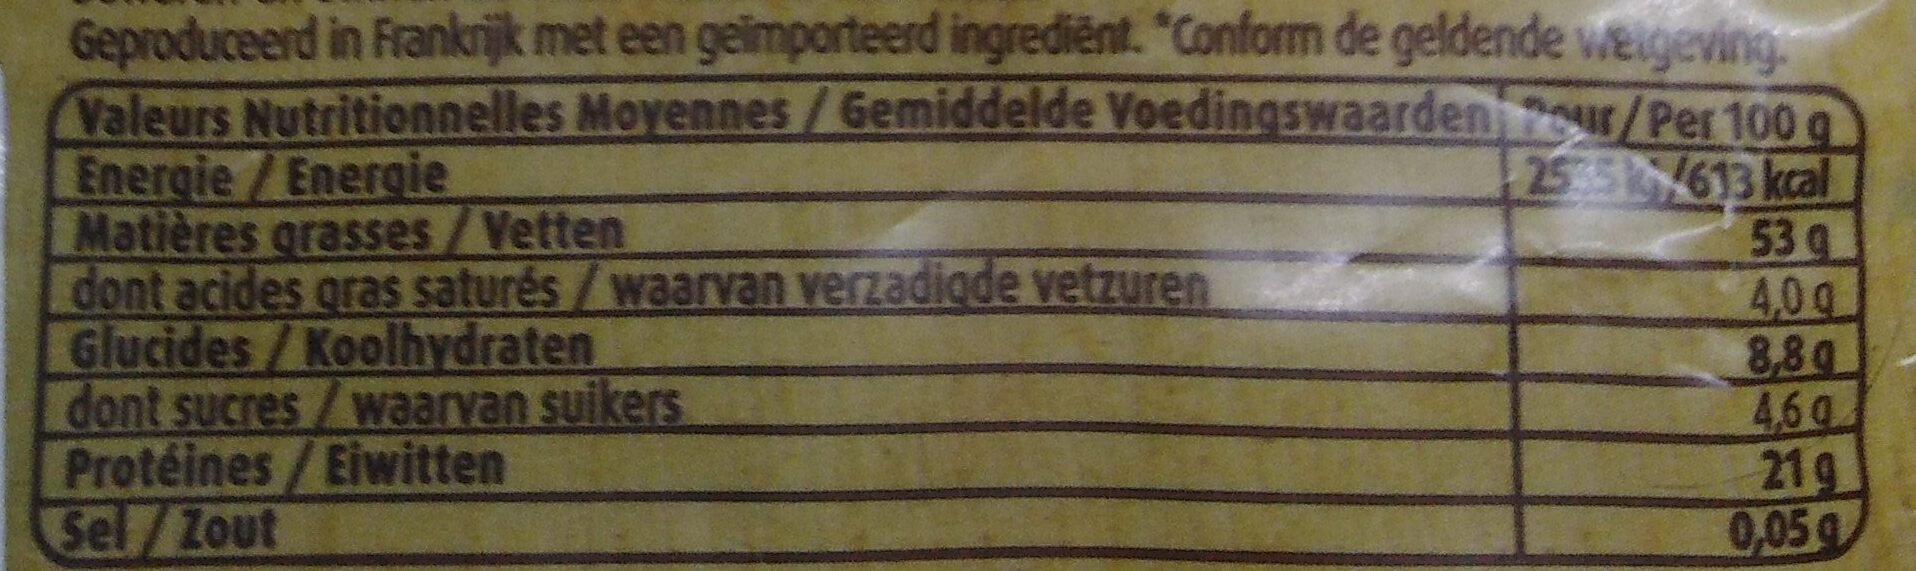 Geproduceerd in Frankrijk met een geïmporteerd ingrediënt. *Conform de geldende wetgeving.
Valeurs Nutritionnelles Moyennes / Gemiddelde Voedingswaarden Pour / Per 100 g
Energie / Energie /613 kcal
Matières grasses / Vetten 53 g
dont acides gras saturés / waarvan verzadigde vetzuren 4,0 g
Glucides / Koolhydraten 8,8 g
dont sucres / waarvan suikers 4,6 g
Protéines / Eiwitten 21 g
Sel / Zout 0,05 g